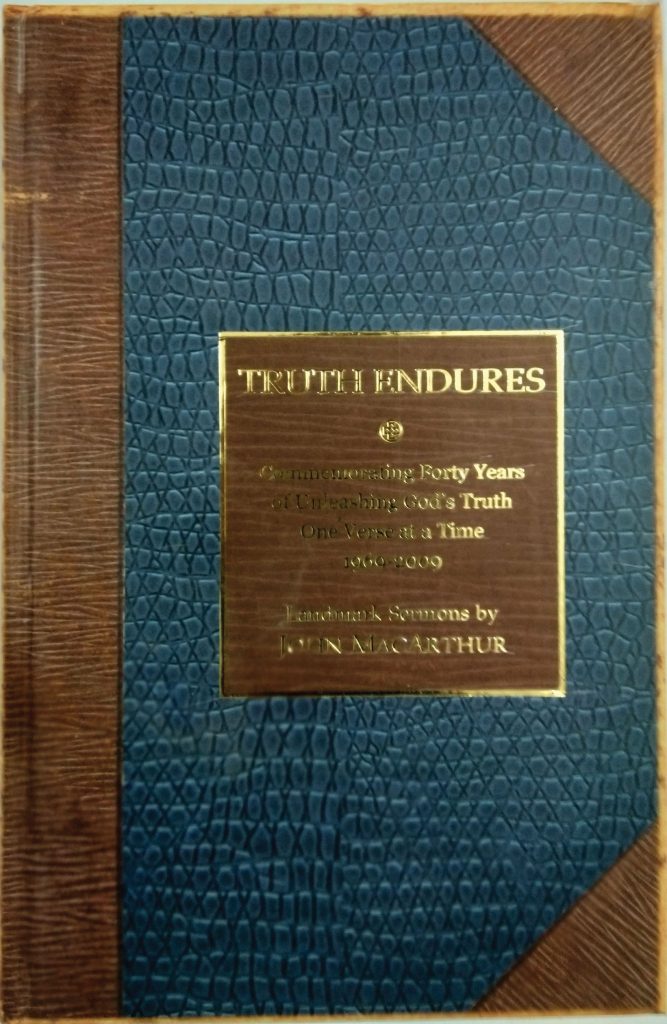 TRUTH ENDURES
Commemorating Forty Years
of Unleashing God's Truth
One Verse at a Time
1969-2009
Landmark Sermons by
JOHN MACARTHUR